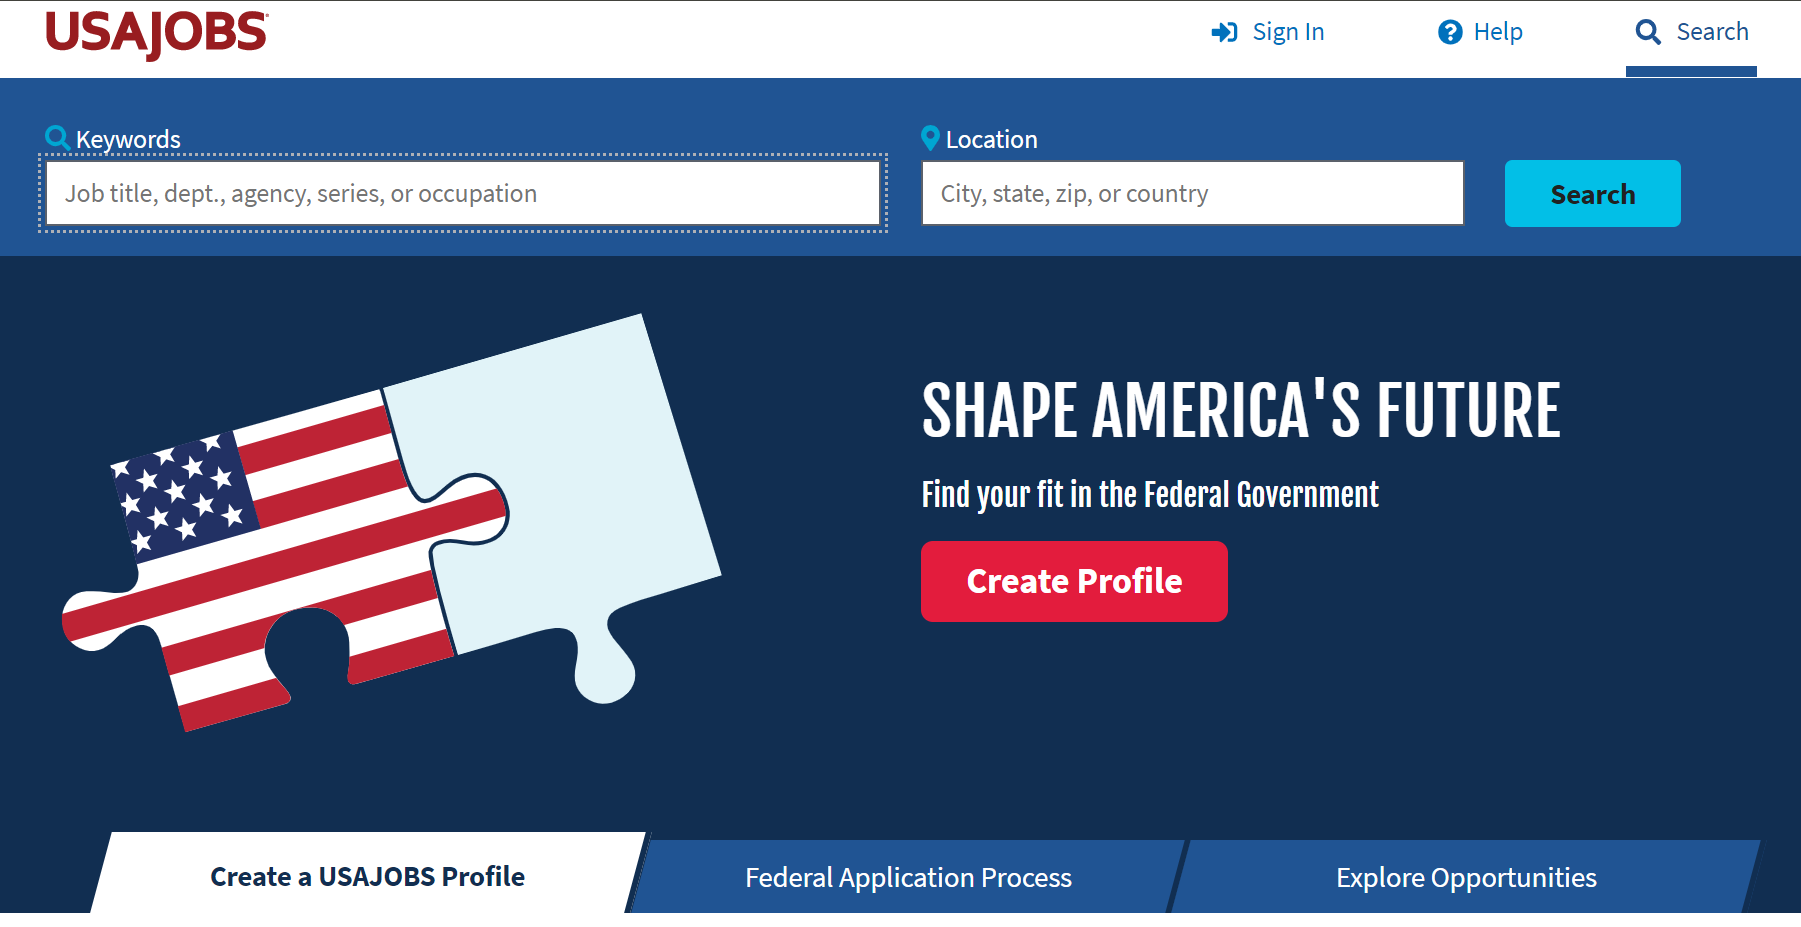 USAJOBS
Sign In
Help
Search
Keywords
Location
Job title, dept., agency, series, or occupation
City, state, zip, or country
Search
SHAPE AMERICA'S FUTURE
Find your fit in the Federal Government
Create Profile
Create a USAJOBS Profile
Federal Application Process
Explore Opportunities